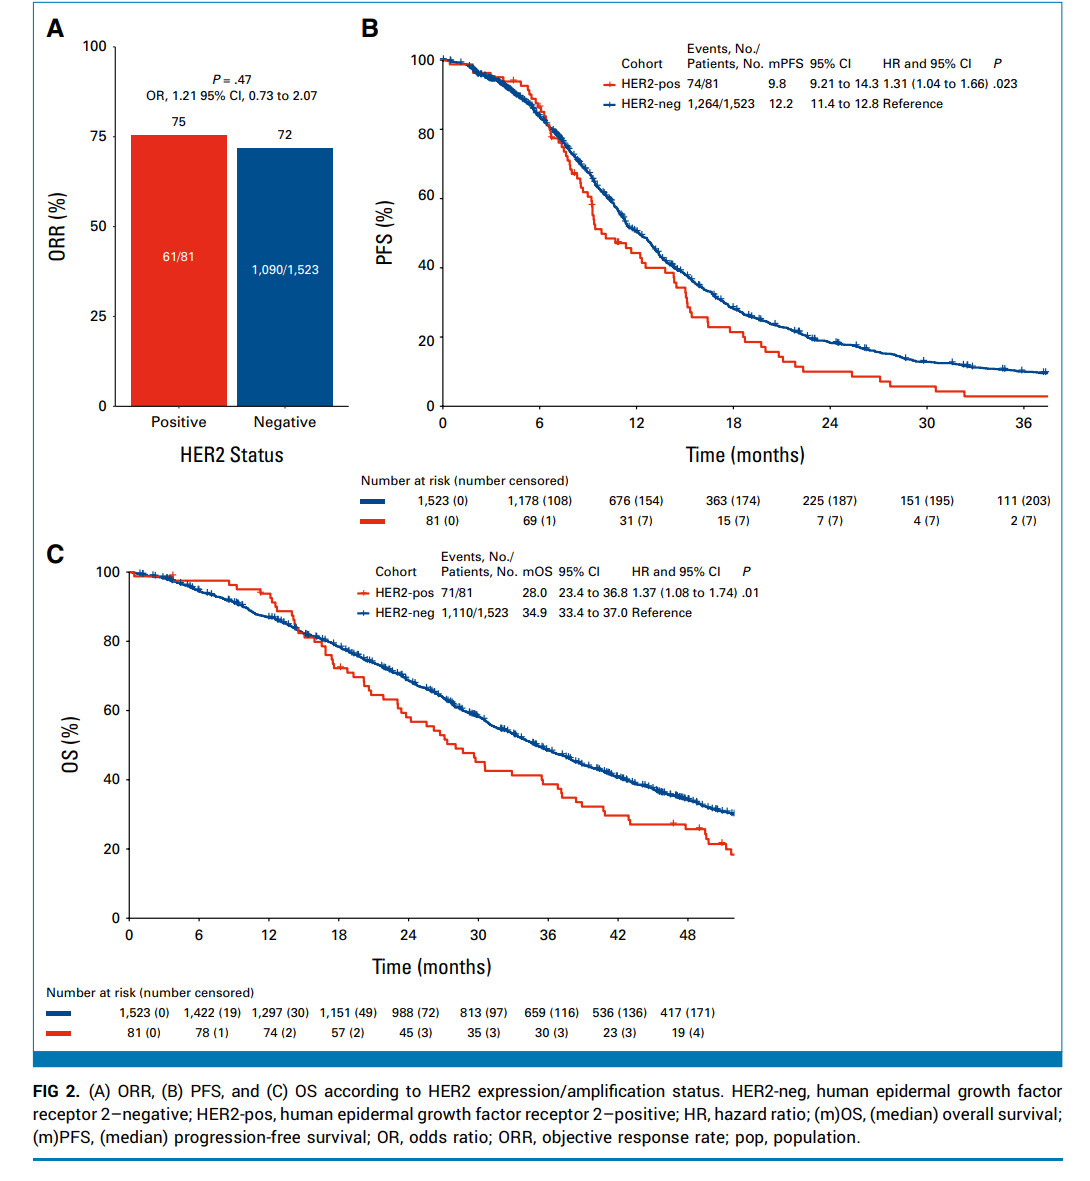 A
100
75
50
25
0
ORR (%)
P = .47
OR, 1.21 95% CI, 0.73 to 2.07
75
72
61/81
1,090/1,523
Positive
Negative
HER2 Status
B
100
80
60
40
20
0
PFS (%)
Events, No./
Cohort Patients, No. mPFS 95% CI HR and 95% CI P
HER2-pos 74/81 9.8 9.21 to 14.3 1.31 (1.04 to 1.66) .023
HER2-neg 1,264/1,523 12.2 11.4 to 12.8 Reference
0 6 12 18 24 30 36
Time (months)
Number at risk (number censored)
1,523 (0) 1,178 (108) 676 (154) 363 (174) 225 (187) 151 (195) 111 (203)
81 (0) 69 (1) 31 (7) 15 (7) 7 (7) 4 (7) 2 (7)
C
100
80
60
40
20
0
OS (%)
Events, No./
Cohort Patients, No. mOS 95% CI HR and 95% CI P
HER2-pos 71/81 28.0 23.4 to 36.8 1.37 (1.08 to 1.74) .01
HER2-neg 1,110/1,523 34.9 33.4 to 37.0 Reference
0 6 12 18 24 30 36 42 48
Time (months)
Number at risk (number censored)
1,523 (0) 1,422 (19) 1,297 (30) 1,151 (49) 988 (72) 813 (97) 659 (116) 536 (136) 417 (171)
81 (0) 78 (1) 74 (2) 57 (2) 45 (3) 35 (3) 30 (3) 23 (3) 19 (4)
FIG 2. (A) ORR, (B) PFS, and (C) OS according to HER2 expression/amplification status. HER2-neg, human epidermal growth factor
receptor 2–negative; HER2-pos, human epidermal growth factor receptor 2–positive; HR, hazard ratio; (m)OS, (median) overall survival;
(m)PFS, (median) progression-free survival; OR, odds ratio; ORR, objective response rate; pop, population.